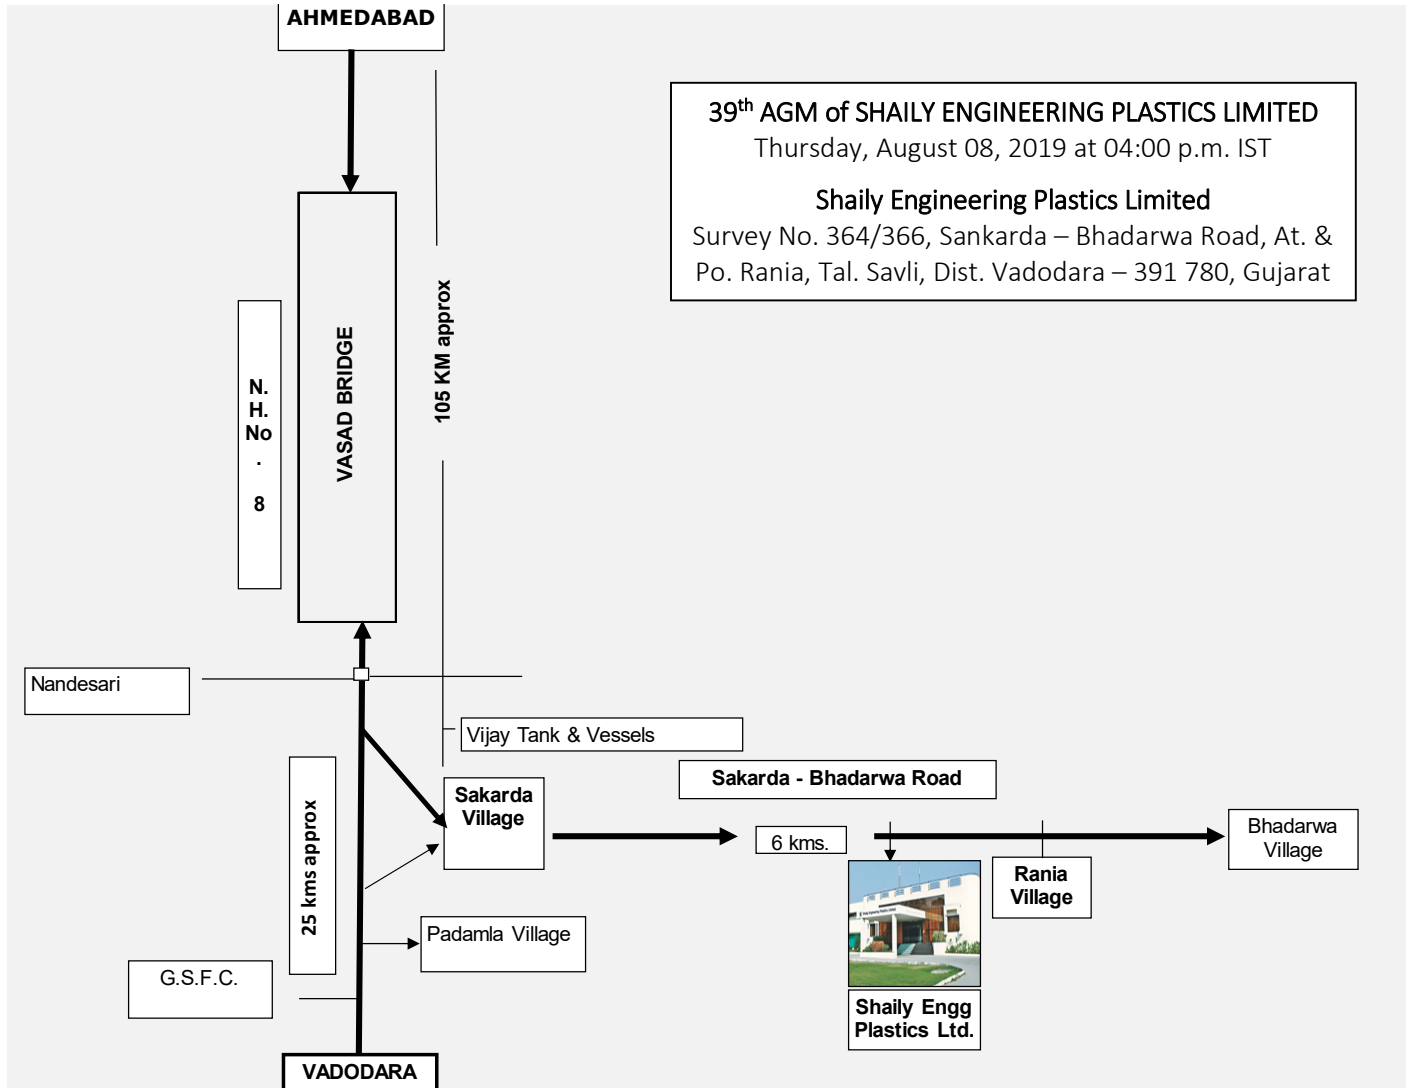 AHMEDABAD
39th AGM of SHAILY ENGINEERING PLASTICS LIMITED
Thursday, August 08, 2019 at 04:00 p.m. IST
Shaily Engineering Plastics Limited
Survey No. 364/366, Sankarda – Bhadarwa Road, At. &
Po. Rania, Tal. Savli, Dist. Vadodara – 391 780, Gujarat
105 KM approx
VASAD BRIDGE
N.
H.
No
.
8
Nandesari
Vijay Tank & Vessels
Sakarda - Bhadarwa Road
Sakarda
Village
25 kms approx
6 kms.
Bhadarwa
Village
Rania
Village
Padamla Village
G.S.F.C.
Shaily Engg
Plastics Ltd.
VADODARA